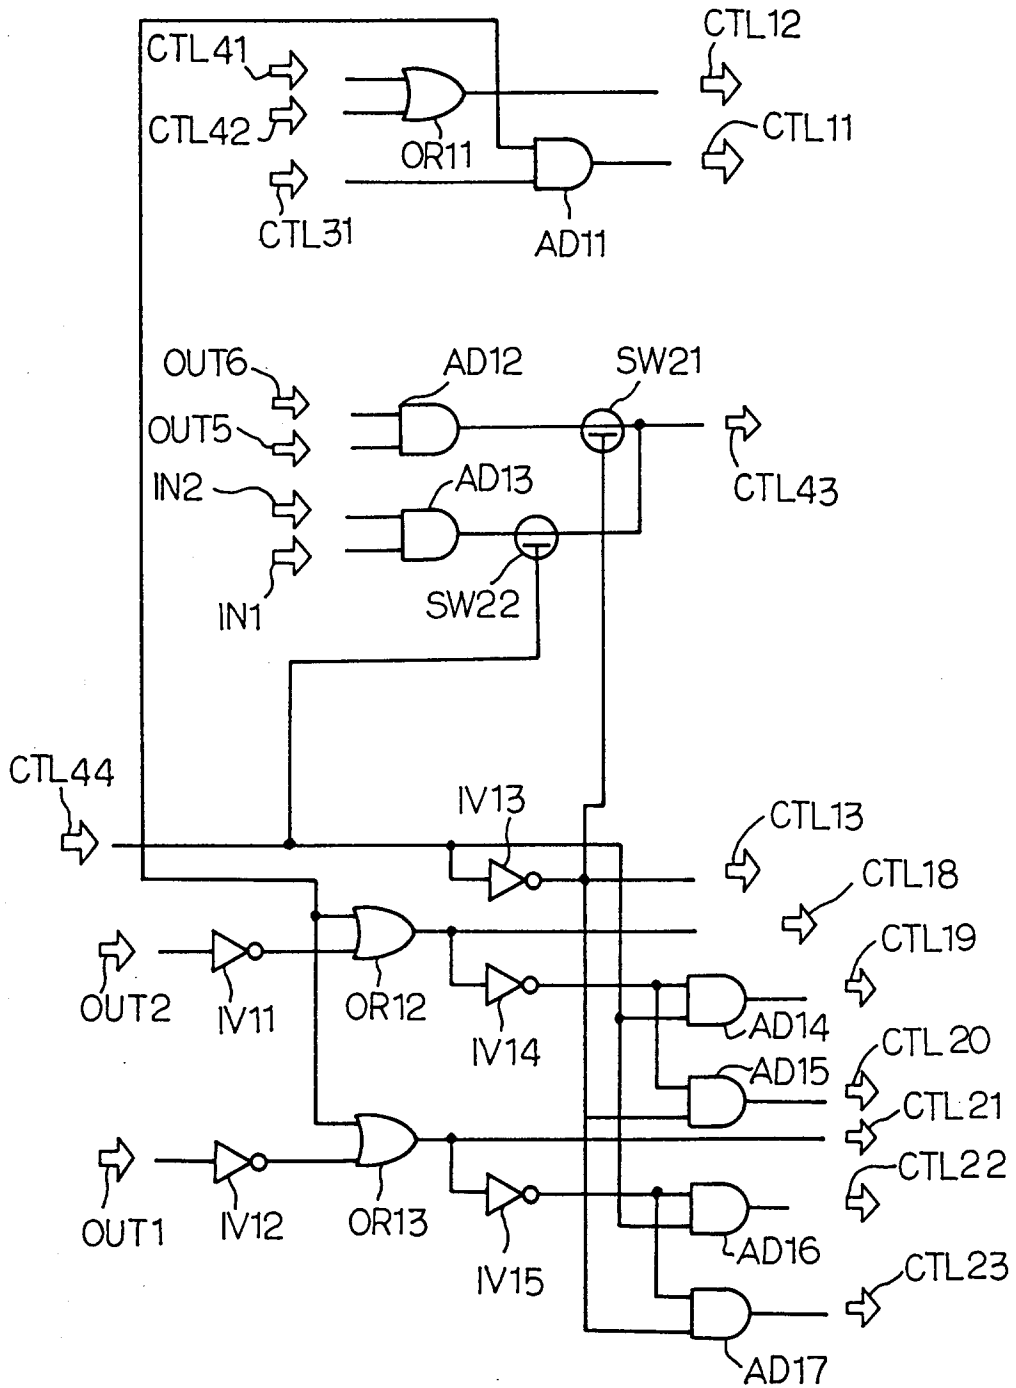 CTL41
CTL12
CTL42
OR11
CTL11
CTL31
AD11
OUT6
AD12
SW21
OUT5
IN2
AD13
CTL43
IN1
SW22
CTL44
IV13
CTL13
CTL18
CTL19
OUT2
IV11
OR12
IV14
AD14
CTL20
AD15
CTL21
CTL22
OUT1
IV12
OR13
AD16
IV15
CTL23
AD17